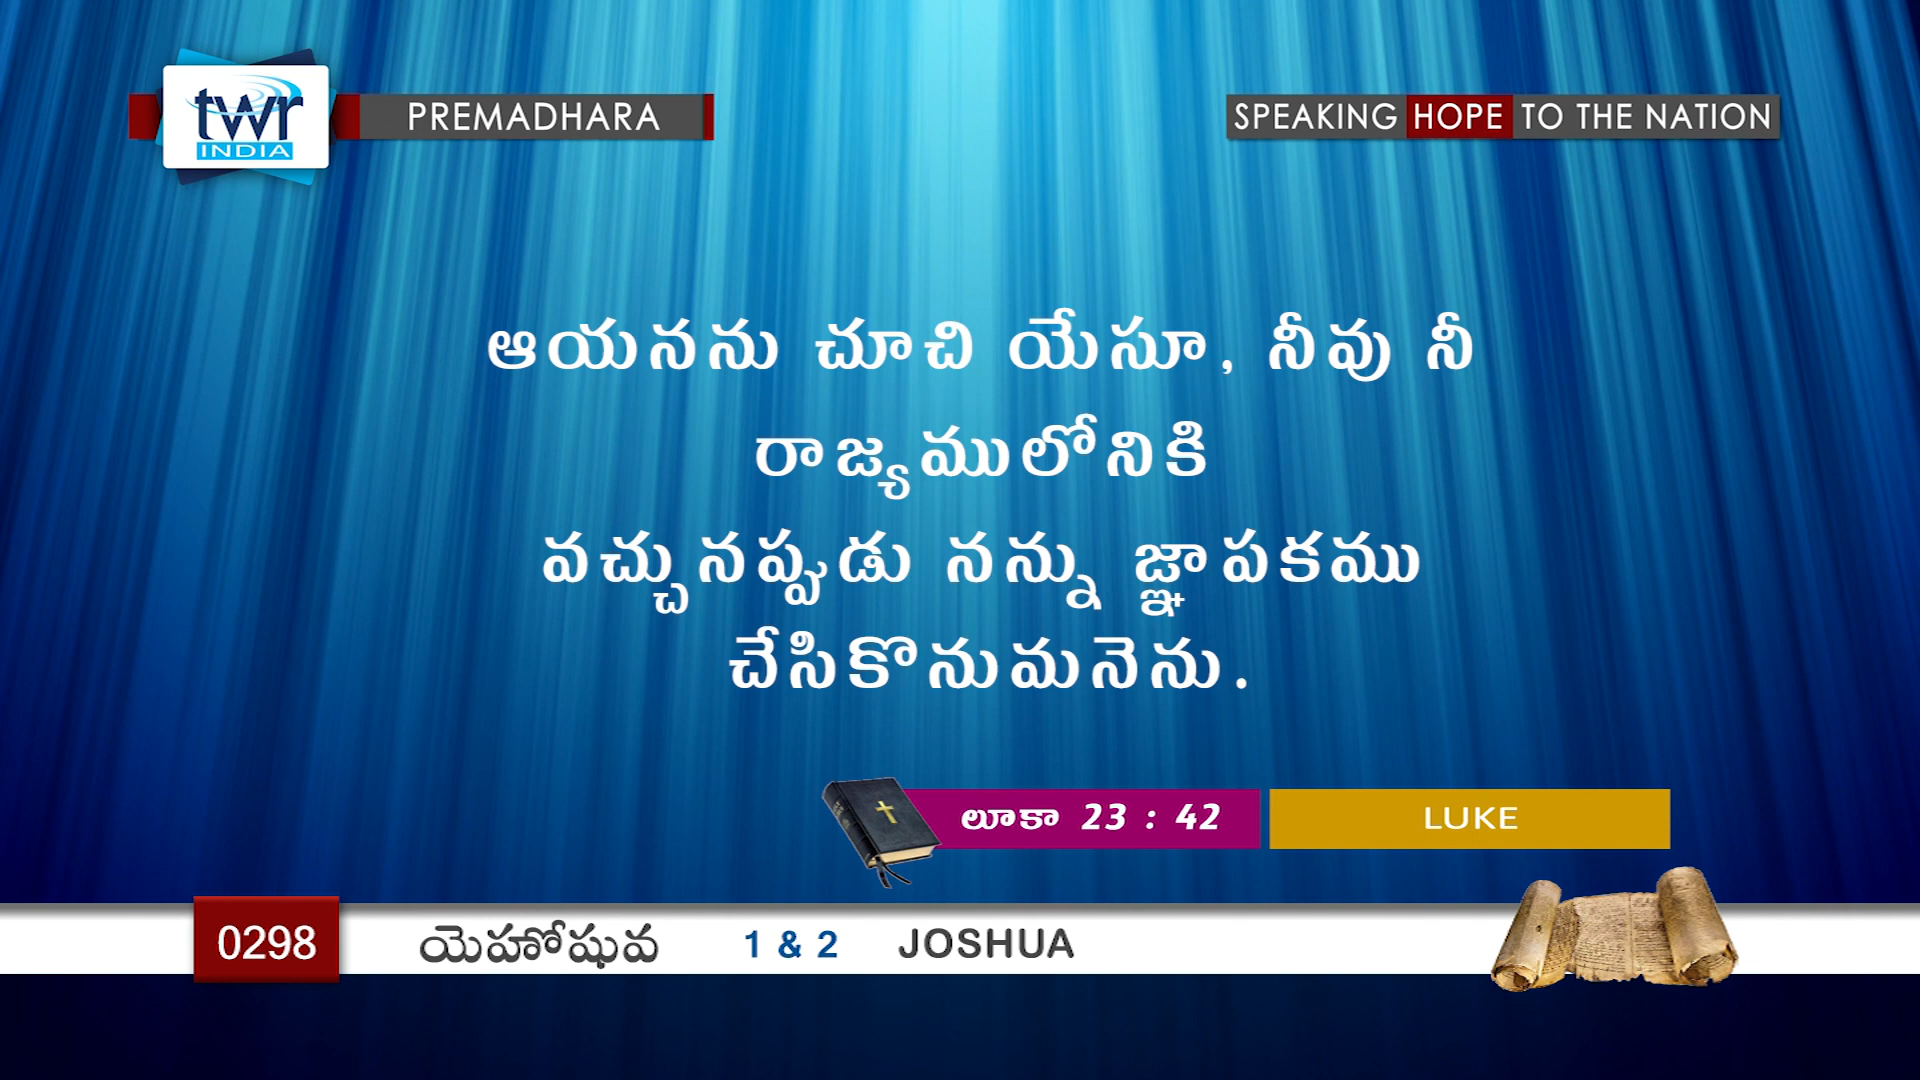 twr
INDIA
PREMADHARA
SPEAKING HOPE TO THE NATION
ఆయనను చూచి యేసూ, నీవు నీ
రాజ్యములోనికి
వచ్చునప్పుడు నన్ను జ్ఞాపకము
చేసికొనుమనెను.
లూకా 23 : 42
LUKE
0298
యెహోషువ
1 & 2
JOSHUA